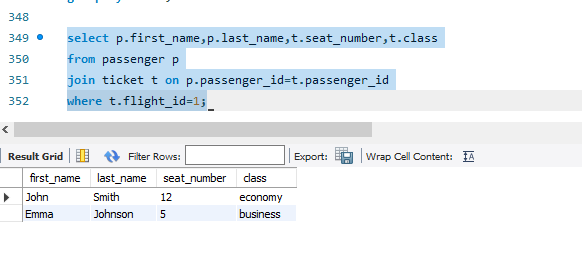 348
349 select p.first_name,p.last_name,t.seat_number,t.class
350 from passenger p
351 join ticket t on p.passenger_id=t.passenger_id
352 where t.flight_id=1;
Result Grid Filter Rows: Export: Wrap Cell Content: IA
first_name last_name seat_number class
John Smith 12 economy
Emma Johnson 5 business